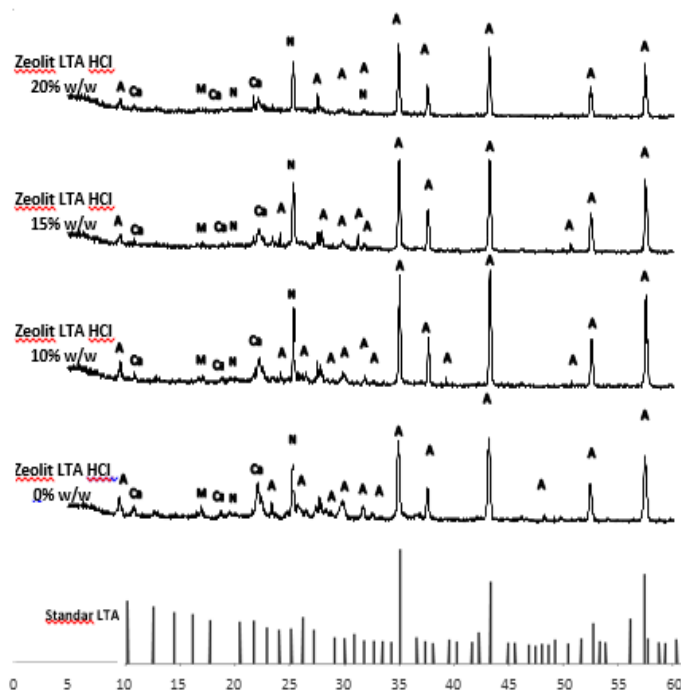 A A A
N
A A A
Zeolit LTA HCl
20% w/w
A Ca M Ca N Ca A A N A
A A A
N
Zeolit LTA HCl
15% w/w
A Ca M Ca N Ca A A A A A A A A
A A A
N
Zeolit LTA HCl
10% w/w
A Ca M Ca N Ca A A A A A A A A A A
A A A
N
Zeolit LTA HCl
0% w/w
A Ca M Ca N Ca A A A A A A A A A
Standar LTA
0 5 10 15 20 25 30 35 40 45 50 55 60